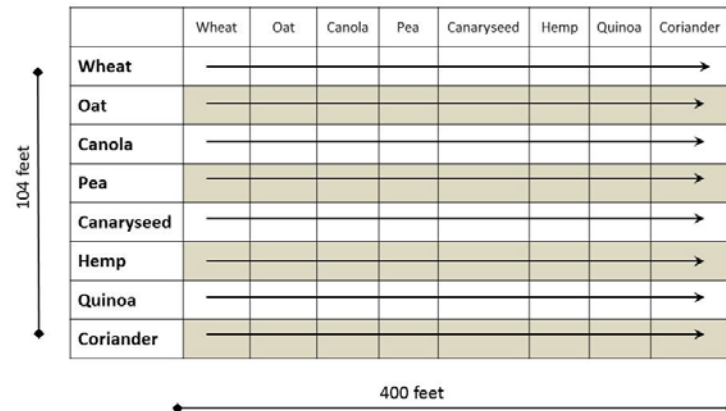 Wheat Oat Canola Pea Canaryseed Hemp Quinoa Coriander
Wheat
Oat
Canola
Pea
Canaryseed
Hemp
Quinoa
Coriander
104 feet
400 feet